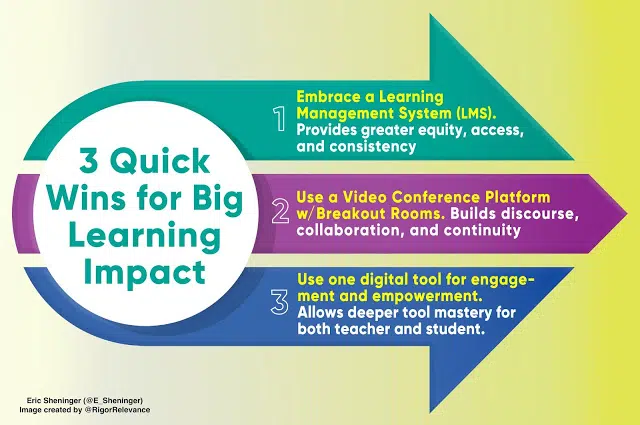 3 Quick
Wins for Big
Learning
Impact
1
Embrace a Learning
Management System (LMS).
Provides greater equity, access,
and consistency
2
Use a Video Conference Platform
w/Breakout Rooms. Builds discourse,
collaboration, and continuity
3
Use one digital tool for engage-
ment and empowerment.
Allows deeper tool mastery for
both teacher and student.
Eric Sheninger (@E_Sheninger)
Image created by @RigorRelevance